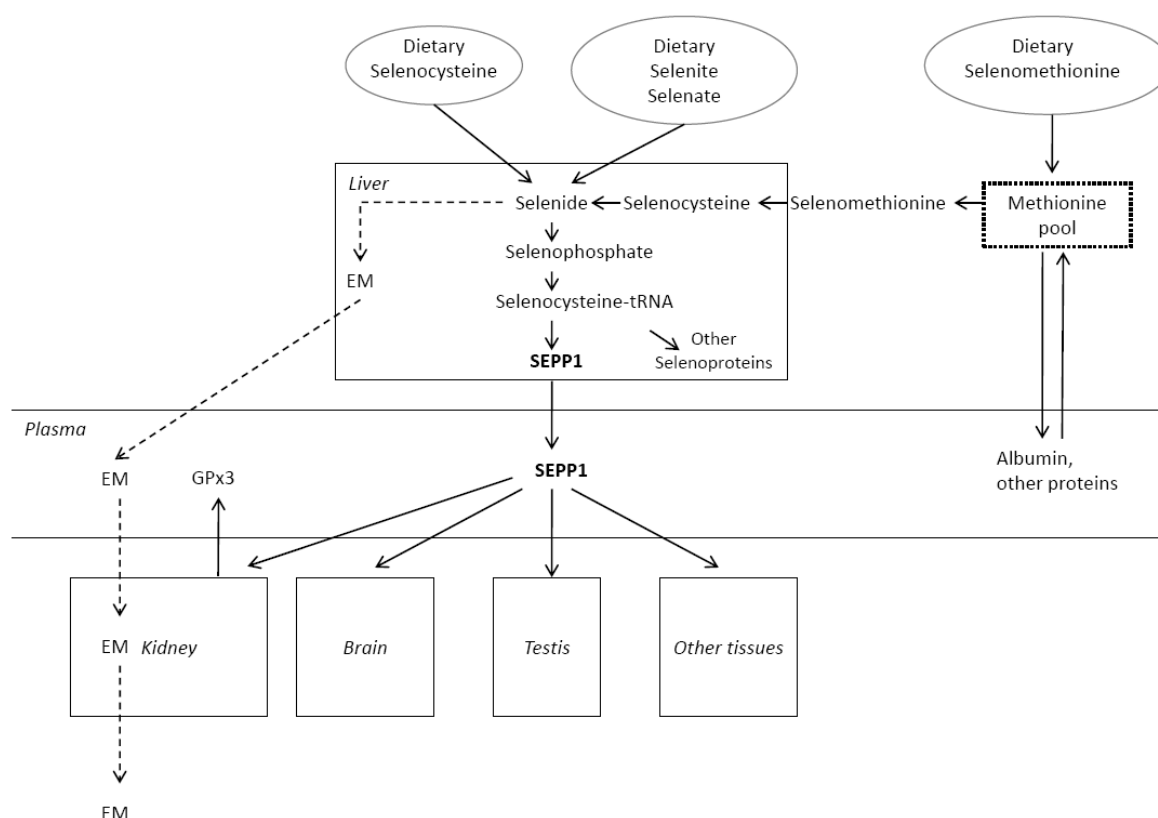 Dietary
Selenocysteine
Dietary
Selenite
Selenate
Dietary
Selenomethionine
Liver
Selenide
Selenocysteine
Selenomethionine
Methionine
pool
Selenophosphate
EM
Selenocysteine-tRNA
Other
Selenoproteins
SEPP1
Plasma
EM
GPx3
SEPP1
Albumin,
other proteins
EM
Kidney
Brain
Testis
Other tissues
EM